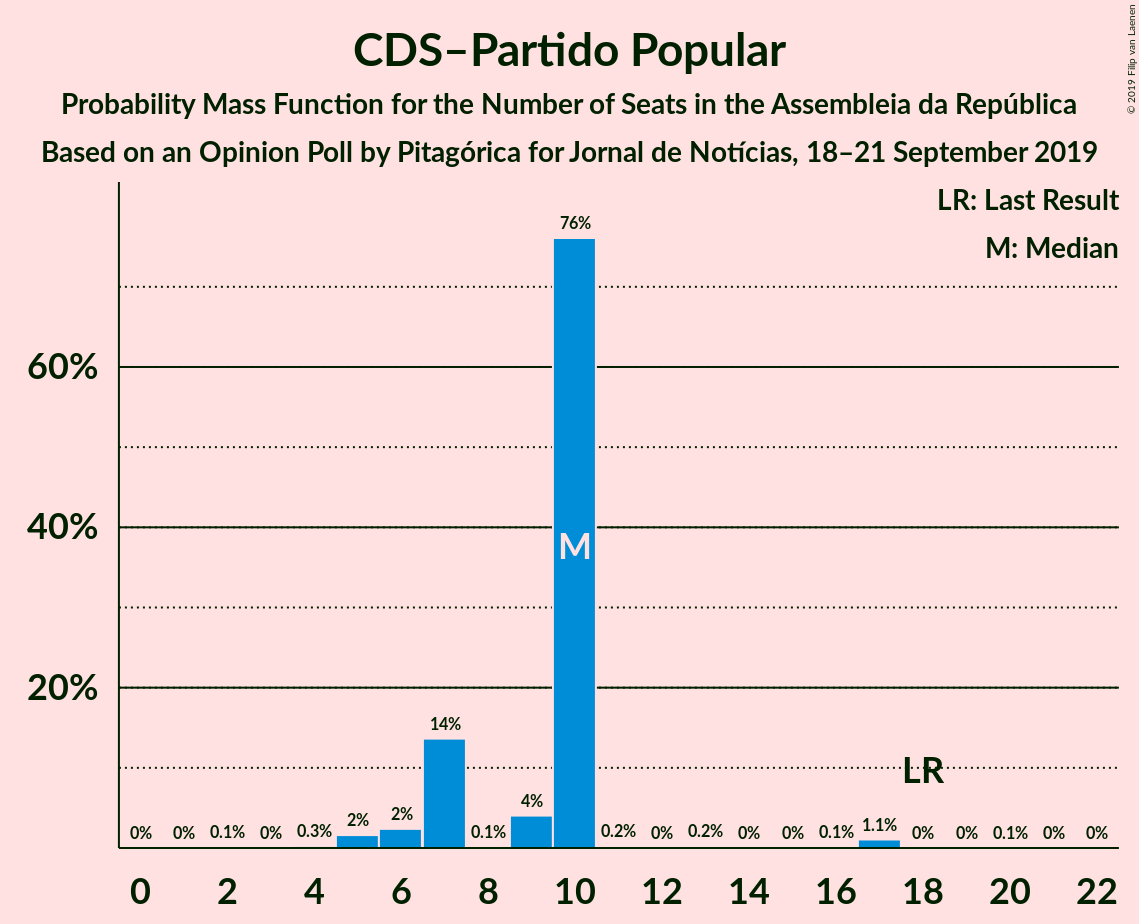 CDS–Partido Popular
Probability Mass Function for the Number of Seats in the Assembleia da República
Based on an Opinion Poll by Pitagórica for Jornal de Notícias, 18–21 September 2019
© 2019 Filip van Laenen
LR: Last Result
M: Median
76%
60%
40%
M
20%
14%
LR
0% 0% 0.1% 0% 0.3% 2% 2% 0.1% 4% 0.2% 0% 0.2% 0% 0% 0.1% 1.1% 0% 0% 0.1% 0% 0%
0 2 4 6 8 10 12 14 16 18 20 22